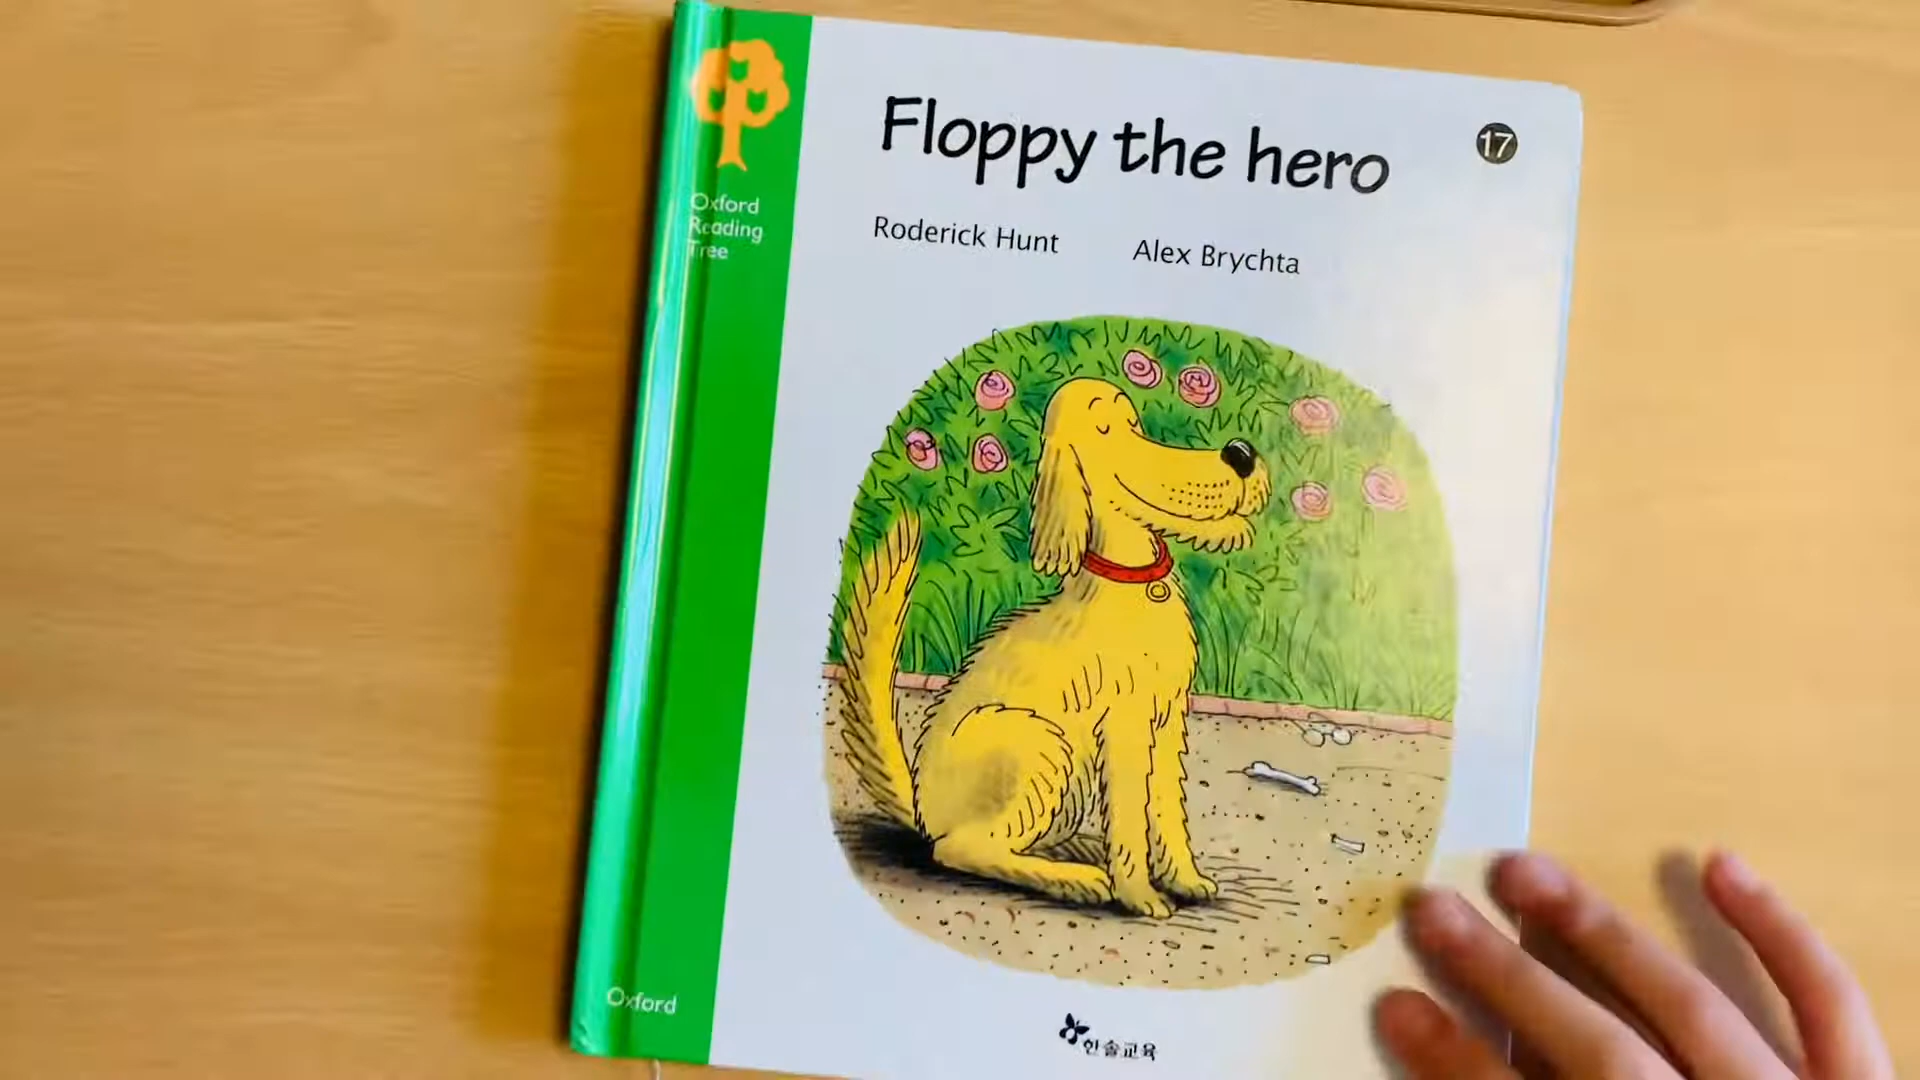 Floppy the hero
17
Roderick Hunt Alex Brychta
Oxford
Reading
Tree
Oxford
한솔교육